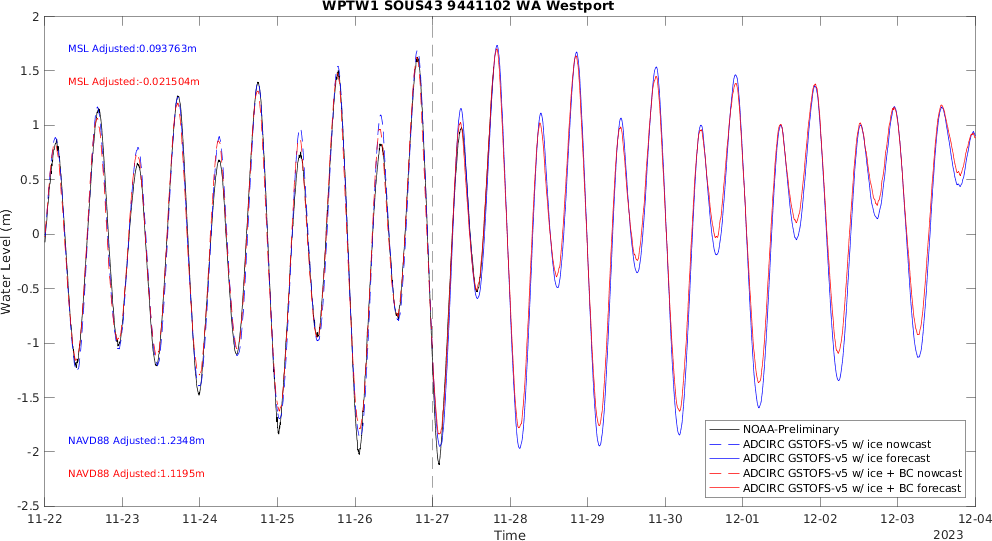 WPTW1 SOUS43 9441102 WA Westport
2
1.5
1
0.5
0
-0.5
-1
-1.5
-2
-2.5
Water Level (m)
MSL Adjusted:0.093763m
MSL Adjusted:-0.021504m
NAVD88 Adjusted:1.2348m
NAVD88 Adjusted:1.1195m
NOAA-Preliminary
ADCIRC GSTOFS-v5 w/ ice nowcast
ADCIRC GSTOFS-v5 w/ ice forecast
ADCIRC GSTOFS-v5 w/ ice + BC nowcast
ADCIRC GSTOFS-v5 w/ ice + BC forecast
11-22 11-23 11-24 11-25 11-26 11-27 11-28 11-29 11-30 12-01 12-02 12-03 12-04
Time
2023